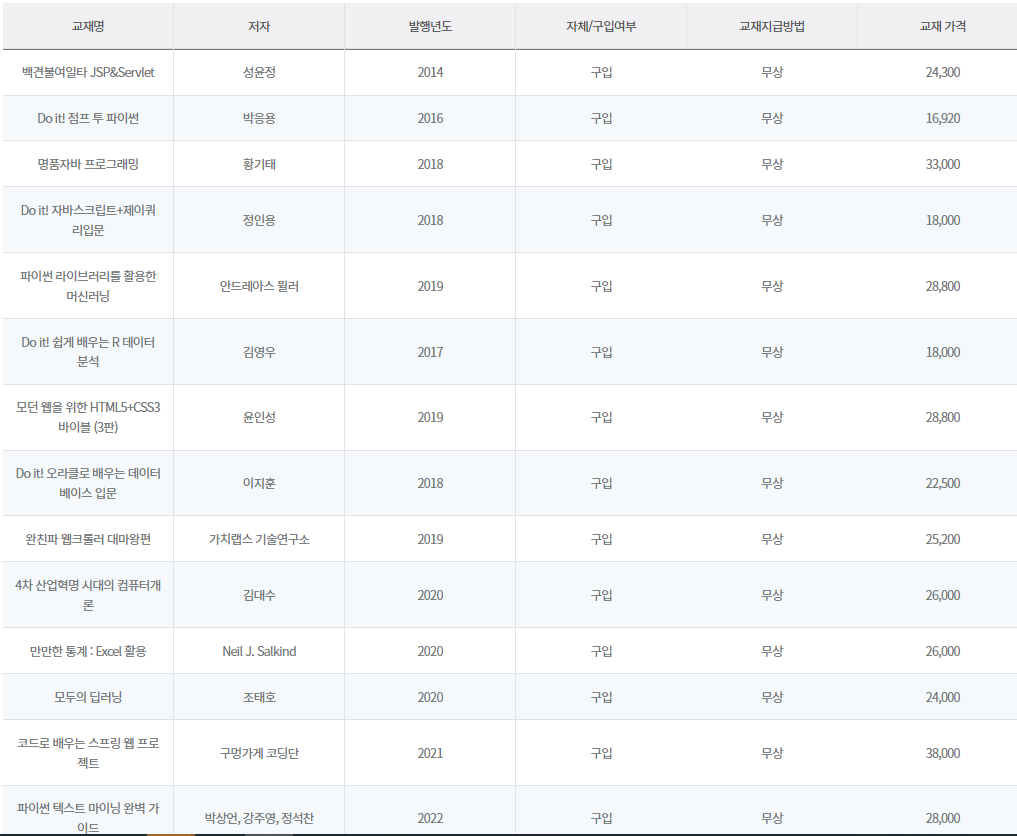 교재명 저자 발행년도 자체/구입여부 교재지급방법 교재 가격
백견불여일타 JSP&Servlet 성윤정 2014 구입 무상 24,300
Do it! 점프 투 파이썬 박응용 2016 구입 무상 16,920
명품자바 프로그래밍 황기태 2018 구입 무상 33,000
Do it! 자바스크립트+제이쿼
리입문 정인용 2018 구입 무상 18,000
파이썬 라이브러리를 활용한
머신러닝 안드레아스 뮐러 2019 구입 무상 28,800
Do it! 쉽게 배우는 R 데이터
분석 김영우 2017 구입 무상 18,000
모던 웹을 위한 HTML5+CSS3
바이블 (3판) 윤인성 2019 구입 무상 28,800
Do it! 오라클로 배우는 데이터
베이스 입문 이지훈 2018 구입 무상 22,500
완친파 웹크롤러 대마왕편 가치랩스 기술연구소 2019 구입 무상 25,200
4차 산업혁명 시대의 컴퓨터개
론 김대수 2020 구입 무상 26,000
만만한 통계 : Excel 활용 Neil J. Salkind 2020 구입 무상 26,000
모두의 딥러닝 조태호 2020 구입 무상 24,000
코드로 배우는 스프링 웹 프로
젝트 구멍가게 코딩단 2021 구입 무상 38,000
파이썬 텍스트 마이닝 완벽 가
이드 박상언, 강주영, 정석찬 2022 구입 무상 28,000